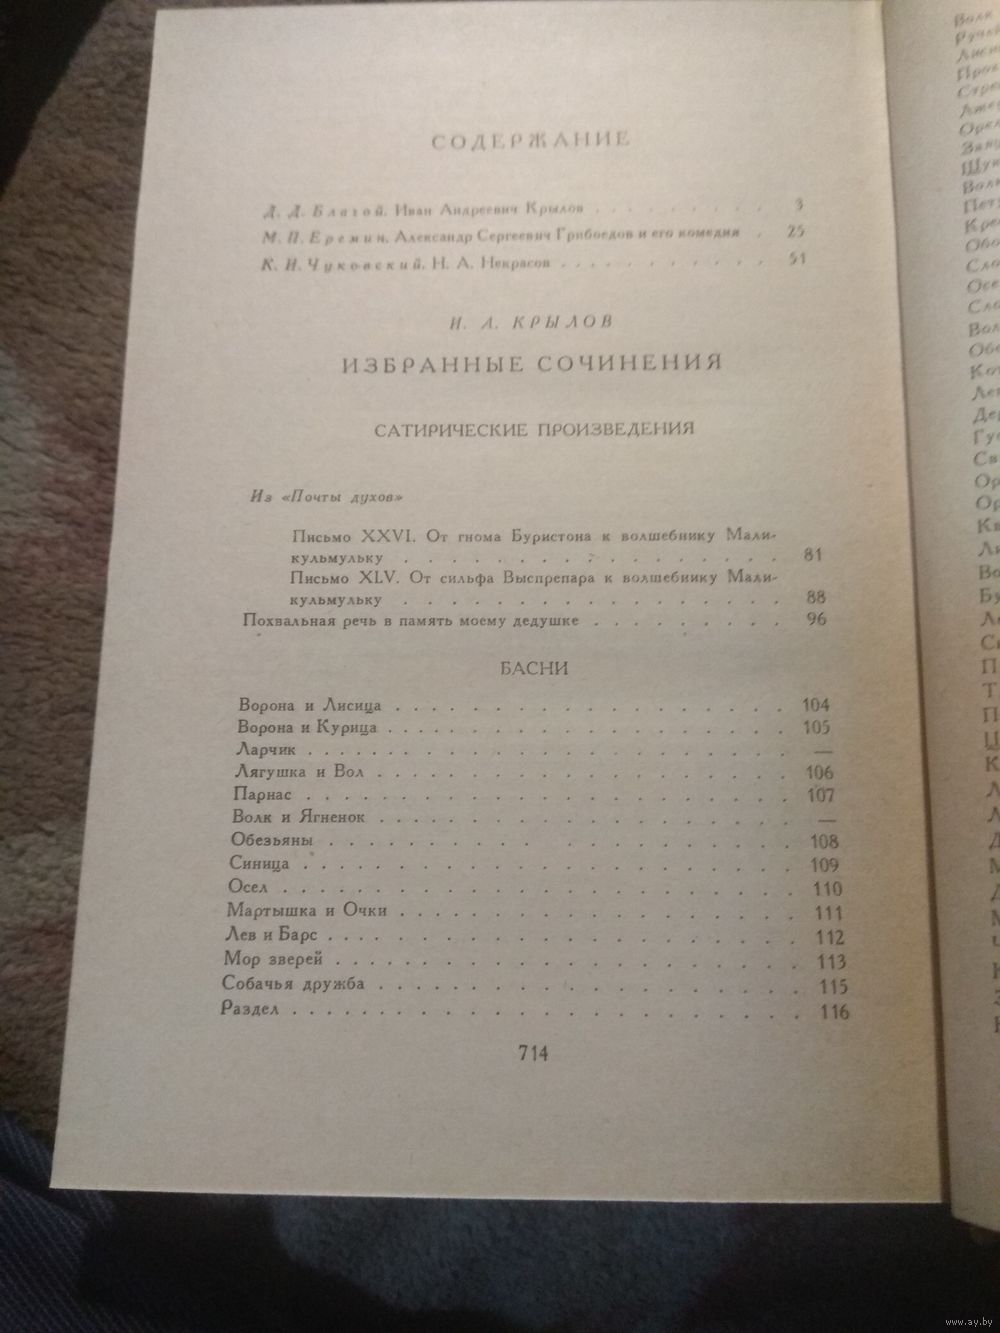 СОДЕРЖАНИЕ
Д. Д. Благой. Иван Андреевич Крылов . . . . . . . . . . 3
М. П. Еремин. Александр Сергеевич Грибоедов и его комедия . 25
К. И. Чуковский. Н. А. Некрасов . . . . . . . . . . . 51
И. А. КРЫЛОВ
ИЗБРАННЫЕ СОЧИНЕНИЯ
САТИРИЧЕСКИЕ ПРОИЗВЕДЕНИЯ
Из «Почты духов»
Письмо XXVI. От гнома Буристона к волшебнику Мали-
кульмульку . . . . . . . . . . . . . . . . 81
Письмо XLV. От сильфа Выспрепара к волшебнику Мали-
кульмульку . . . . . . . . . . . . . . . . 88
Похвальная речь в память моему дедушке . . . . . . . . . 96
БАСНИ
Ворона и Лисица . . . . . . . . . . . . . . . . . 104
Ворона и Курица . . . . . . . . . . . . . . . . . 105
Ларчик . . . . . . . . . . . . . . . . . . . . . —
Лягушка и Вол . . . . . . . . . . . . . . . . . . 106
Парнас . . . . . . . . . . . . . . . . . . . . . 107
Волк и Ягненок . . . . . . . . . . . . . . . . . . —
Обезьяны . . . . . . . . . . . . . . . . . . . . 108
Синица . . . . . . . . . . . . . . . . . . . . . 109
Осел . . . . . . . . . . . . . . . . . . . . . . 110
Мартышка и Очки . . . . . . . . . . . . . . . . . 111
Лев и Барс . . . . . . . . . . . . . . . . . . . . 112
Мор зверей . . . . . . . . . . . . . . . . . . . . 113
Собачья дружба . . . . . . . . . . . . . . . . . . 115
Раздел . . . . . . . . . . . . . . . . . . . . . . 116
714
www.ay.by